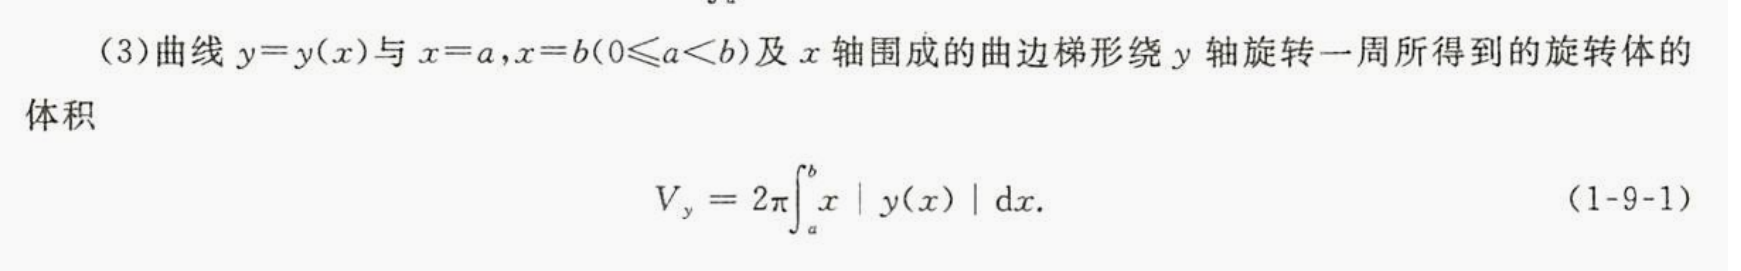 (3)曲线 y=y(x)与 x=a,x=b(0≤a<b)及 x 轴围成的曲边梯形绕 y 轴旋转一周所得到的旋转体的
体积
V_y = 2π∫_a^b x | y(x) | dx. (1-9-1)